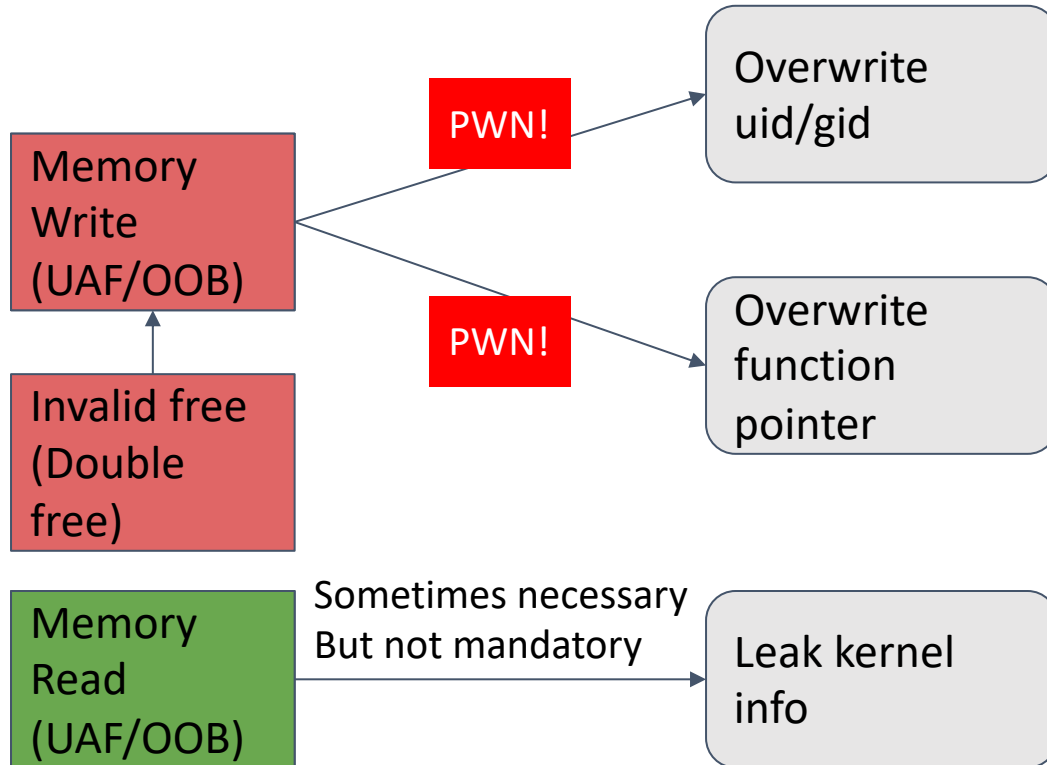 Overwrite
uid/gid
PWN!
Memory
Write
(UAF/OOB)
Overwrite
function
pointer
PWN!
Invalid free
(Double
free)
Sometimes necessary
But not mandatory
Memory
Read
(UAF/OOB)
Leak kernel
info